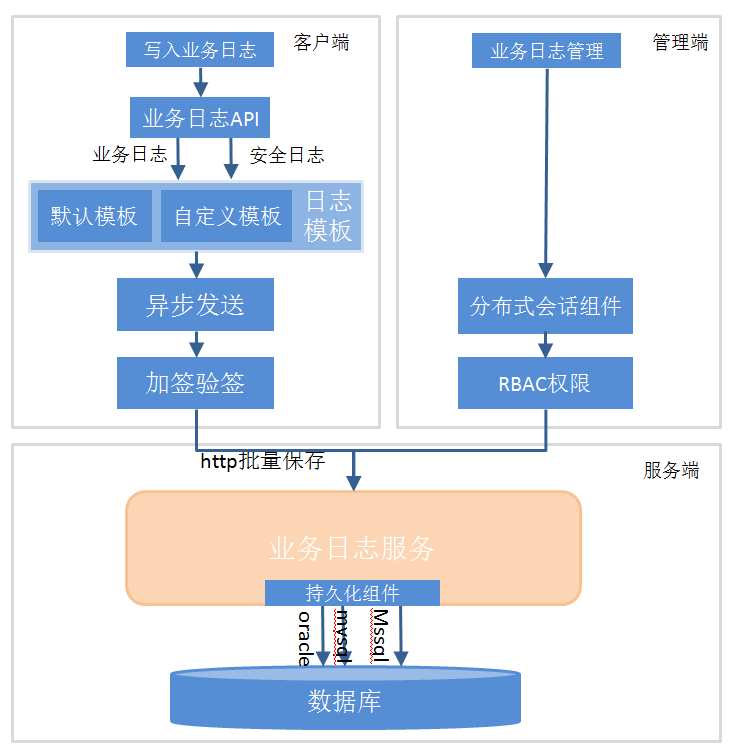 客户端
写入业务日志
业务日志API
业务日志
安全日志
默认模板
自定义模板
日志
模板
异步发送
加签验签
管理端
业务日志管理
分布式会话组件
RBAC权限
http批量保存
服务端
业务日志服务
持久化组件
oracle
mysql
Mssql
数据库